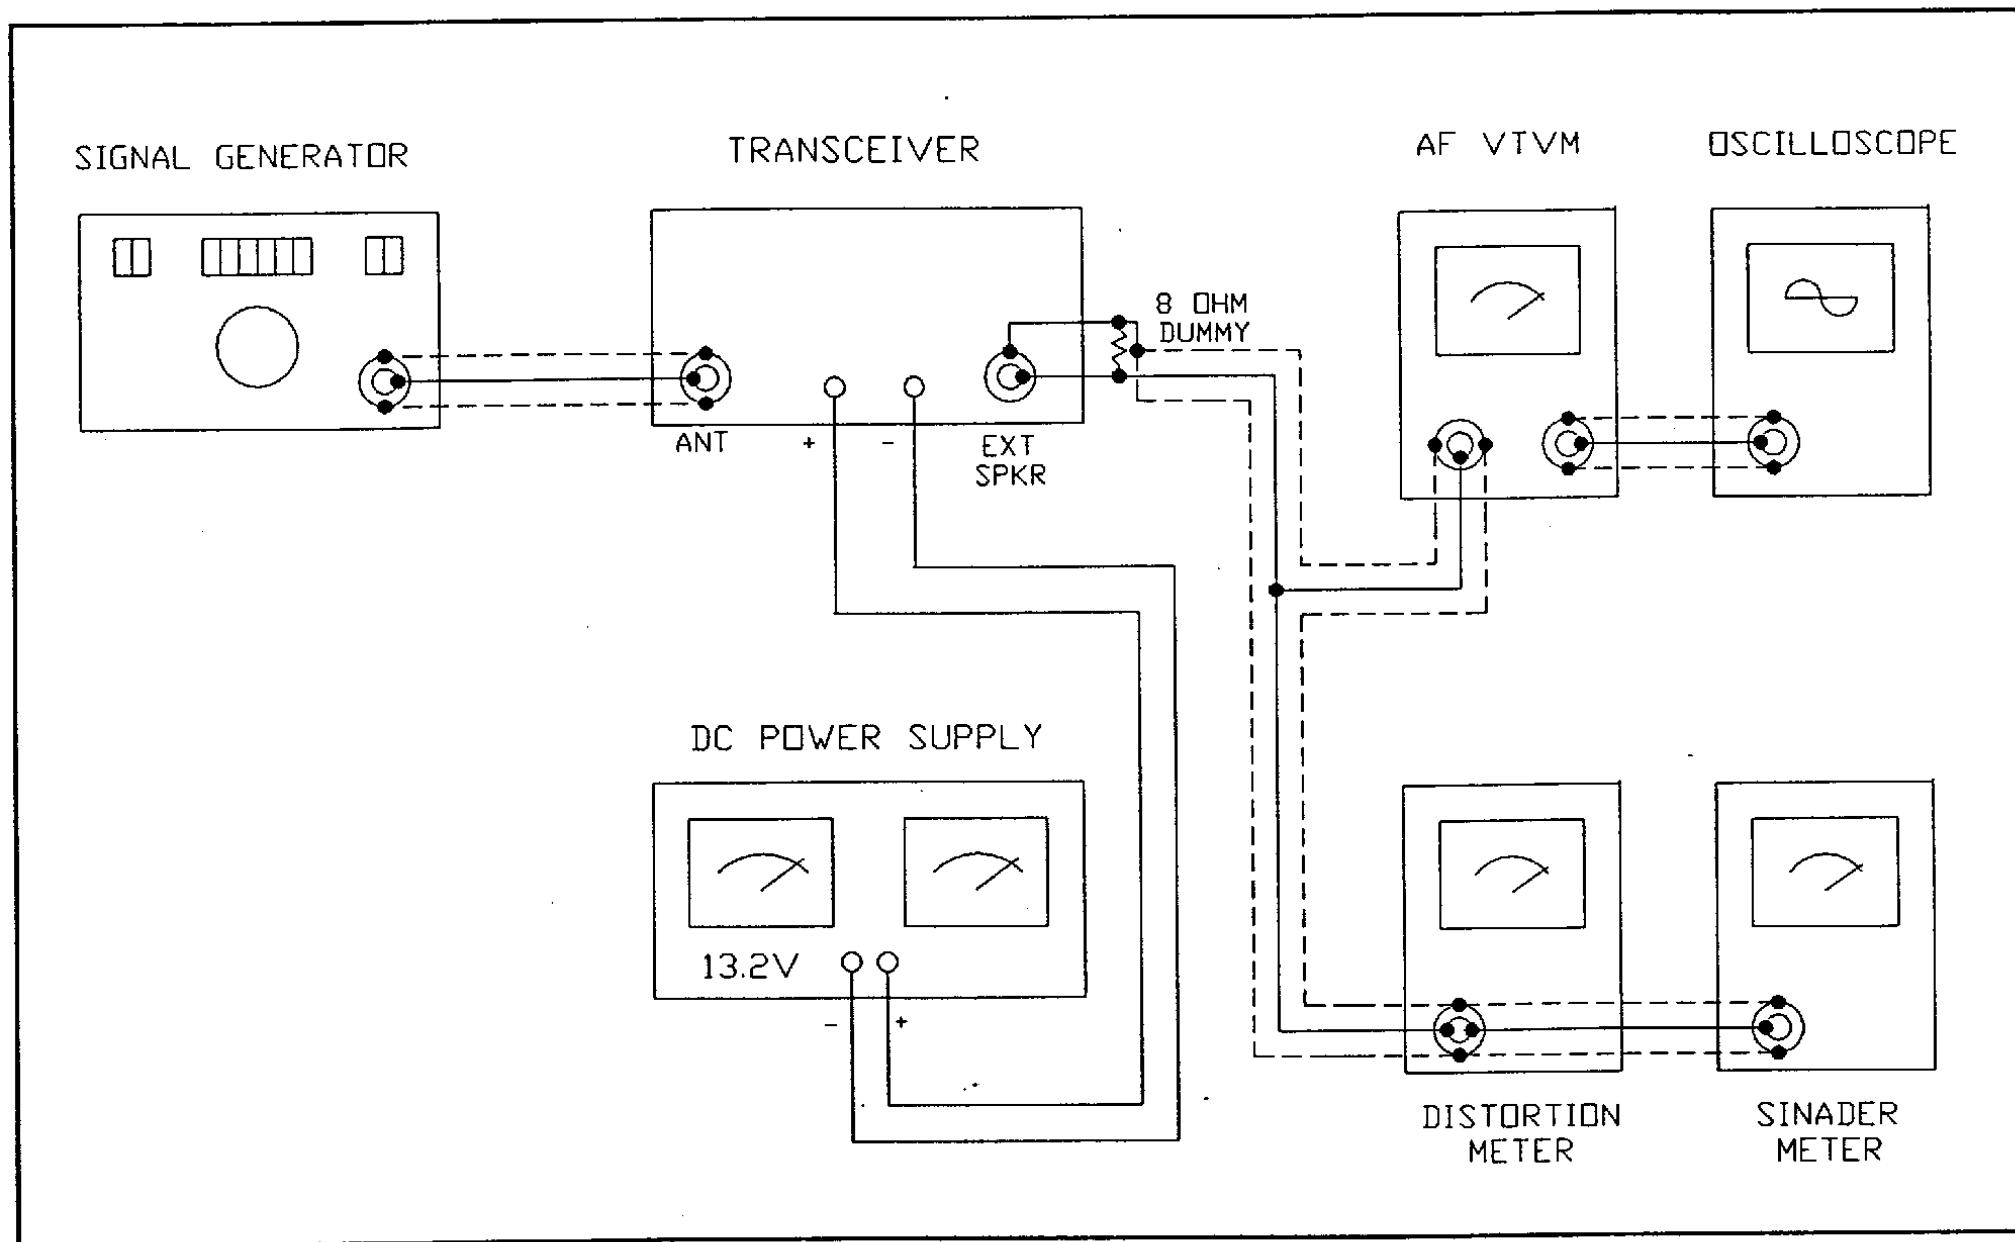 SIGNAL GENERATOR
TRANSCEIVER
AF VTVM
OSCILLOSCOPE
8 OHM
DUMMY
ANT
+
-
EXT
SPKR
DC POWER SUPPLY
13.2V
-
+
DISTORTION
METER
SINADER
METER